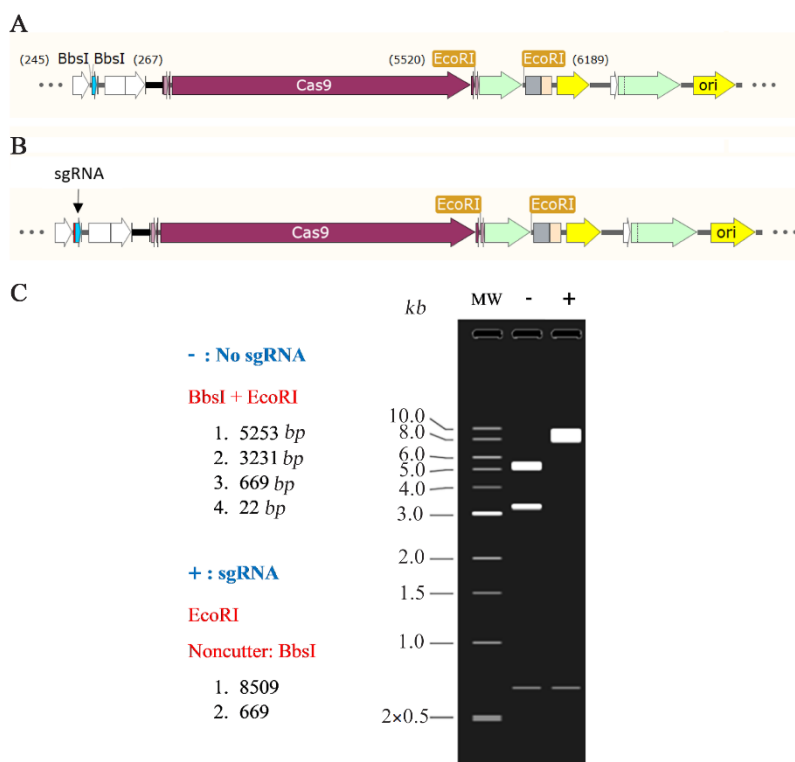 A
(245) BbsI BbsI (267) (5520) EcoRI EcoRI (6189)
Cas9 ori
B
sgRNA
EcoRI EcoRI
Cas9 ori
C
kb MW - +
- : No sgRNA
BbsI + EcoRI
1. 5253 bp
2. 3231 bp
3. 669 bp
4. 22 bp
+ : sgRNA
EcoRI
Noncutter: BbsI
1. 8509
2. 669
10.0
8.0
6.0
5.0
4.0
3.0
2.0
1.5
1.0
2×0.5